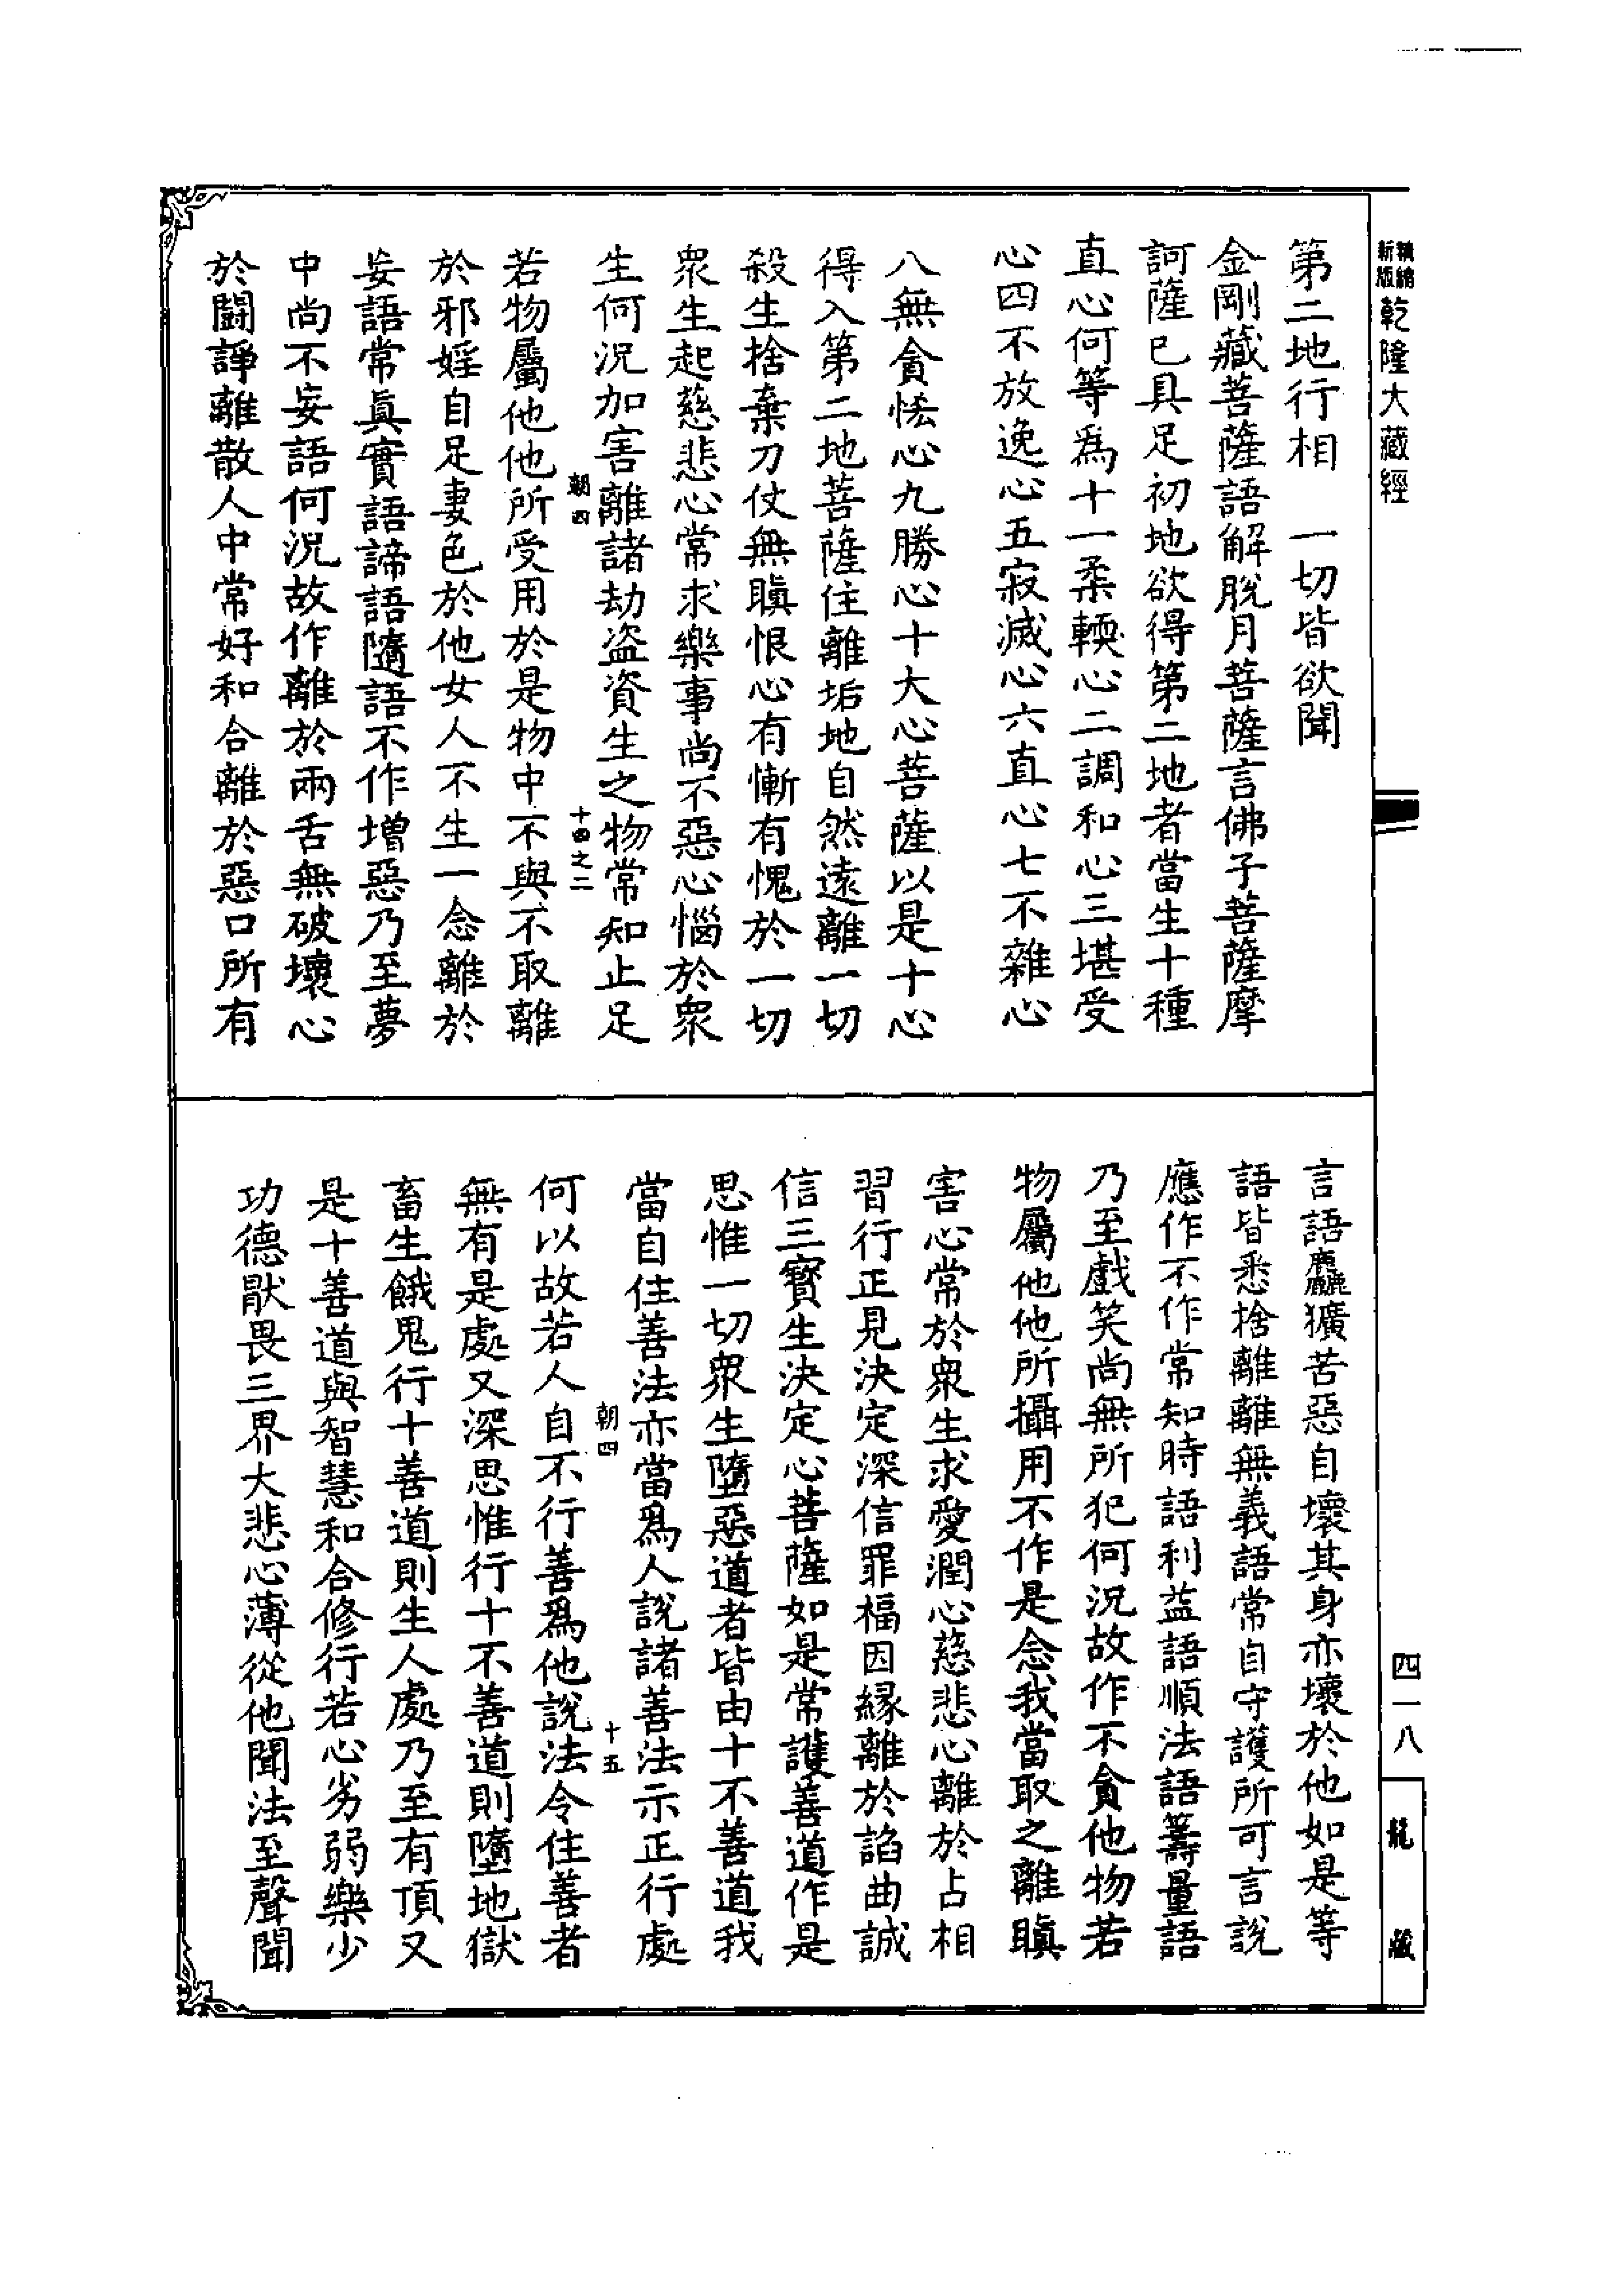 精縮
新版
乾隆大藏經
第二地行相　一切皆欲聞
金剛藏菩薩語解脫月菩薩言佛子菩薩摩
訶薩已具足初地欲得第二地者當生十種
直心何等爲十一柔輭心二調和心三堪受
心四不放逸心五寂滅心六直心七不雜心
八無貪悋心九勝心十大心菩薩以是十心
得入第二地菩薩住離垢地自然遠離一切
殺生捨棄刀仗無瞋恨心有慚有愧於一切
衆生起慈悲心常求樂事尚不惡心惱於衆
生何況加害離諸劫盜資生之物常知止足
朝四
十四之二
若物屬他他所受用於是物中不與不取離
於邪婬自足妻色於他女人不生一念離於
妄語常眞實語諦語隨語不作增惡乃至夢
中尚不妄語何況故作離於兩舌無破壞心
於鬪諍離散人中常好和合離於惡口所有
言語麤獷苦惡自壞其身亦壞於他如是等
語皆悉捨離離無義語常自守護所可言說
應作不作常知時語利益語順法語籌量語
乃至戲笑尚無所犯何況故作不貪他物若
物屬他他所攝用不作是念我當取之離瞋
害心常於衆生求愛潤心慈悲心離於占相
習行正見決定深信罪福因緣離於諂曲誠
信三寶生決定心菩薩如是常護善道作是
思惟一切衆生墮惡道者皆由十不善道我
當自住善法亦當爲人說諸善法示正行處
朝四
十五
何以故若人自不行善爲他說法令住善者
無有是處又深思惟行十不善道則墮地獄
畜生餓鬼行十善道則生人處乃至有頂又
是十善道與智慧和合修行若心劣弱樂少
功德猒畏三界大悲心薄從他聞法至聲聞
四一八
龍藏